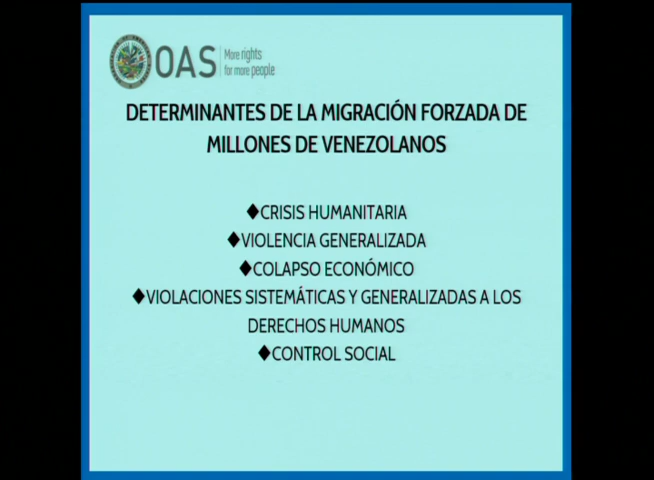 OAS
More rights
for more people
DETERMINANTES DE LA MIGRACIÓN FORZADA DE
MILLONES DE VENEZOLANOS
♦CRISIS HUMANITARIA
♦VIOLENCIA GENERALIZADA
♦COLAPSO ECONÓMICO
♦VIOLACIONES SISTEMÁTICAS Y GENERALIZADAS A LOS
DERECHOS HUMANOS
♦CONTROL SOCIAL